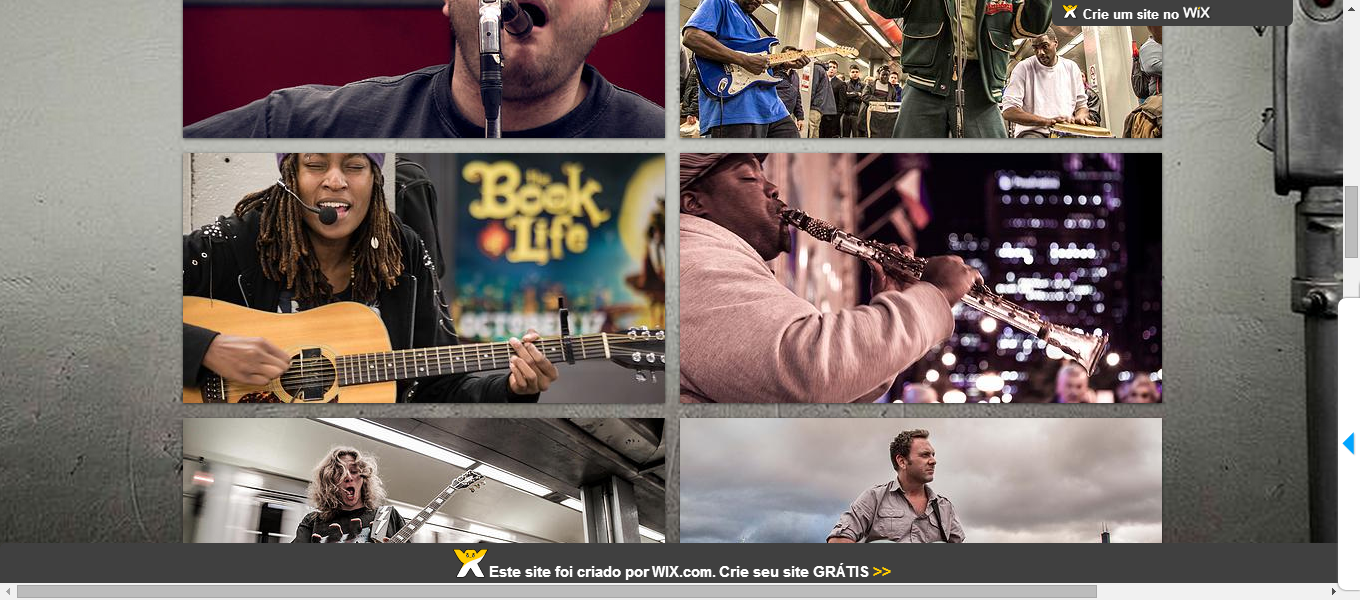 Crie um site no WiX
The
Book
of
Life
OCTOBER 17
Este site foi criado por WIX.com. Crie seu site GRÁTIS >>